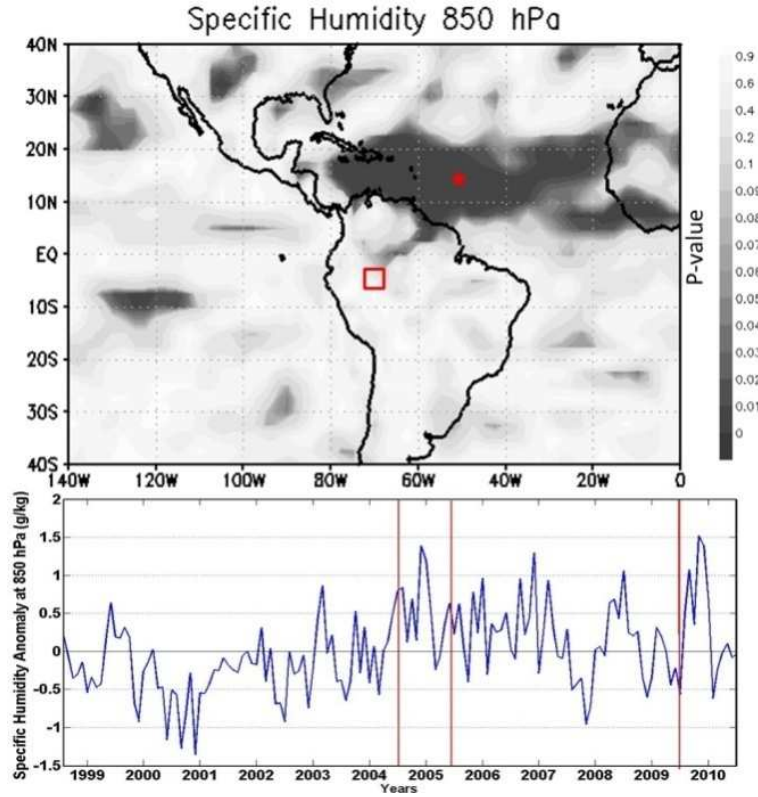 Specific Humidity 850 hPa
40N
30N
20N
10N
EQ
10S
20S
30S
40S
140W 120W 100W 80W 60W 40W 20W 0
0.9
0.6
0.4
0.2
0.1
0.09
0.08
0.07
0.06
0.05
0.04
0.03
0.02
0.01
0
P-value
2
1.5
1
0.5
0
-0.5
-1
-1.5
Specific Humidity Anomaly at 850 hPa (g/kg)
1999 2000 2001 2002 2003 2004 2005 2006 2007 2008 2009 2010
Years